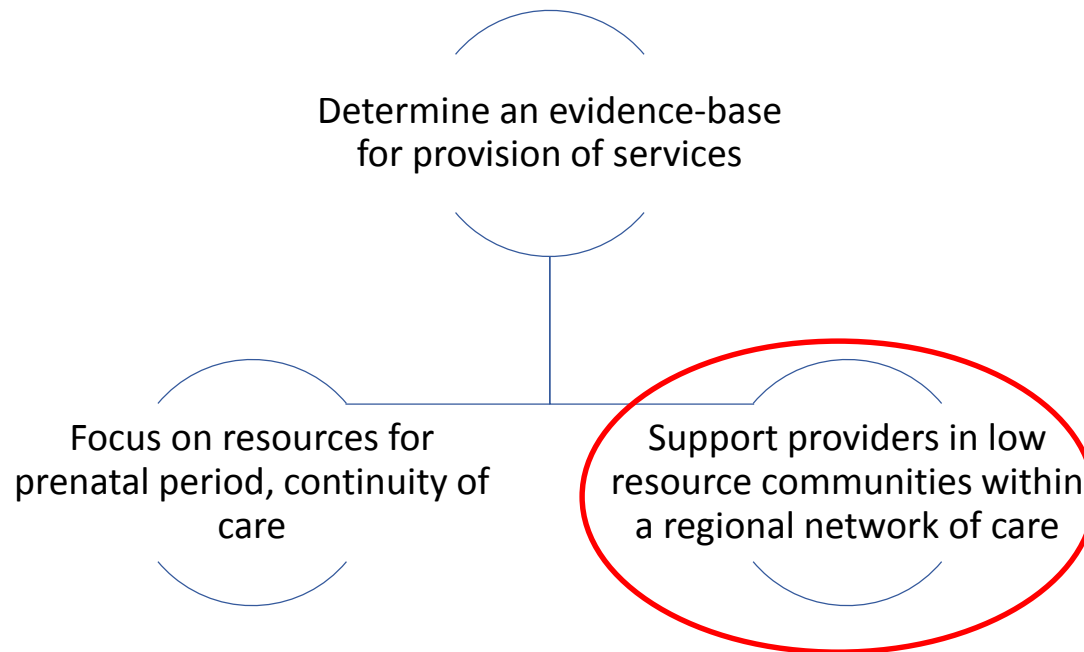 Determine an evidence-base
for provision of services
Focus on resources for
prenatal period, continuity of
care
Support providers in low
resource communities within
a regional network of care